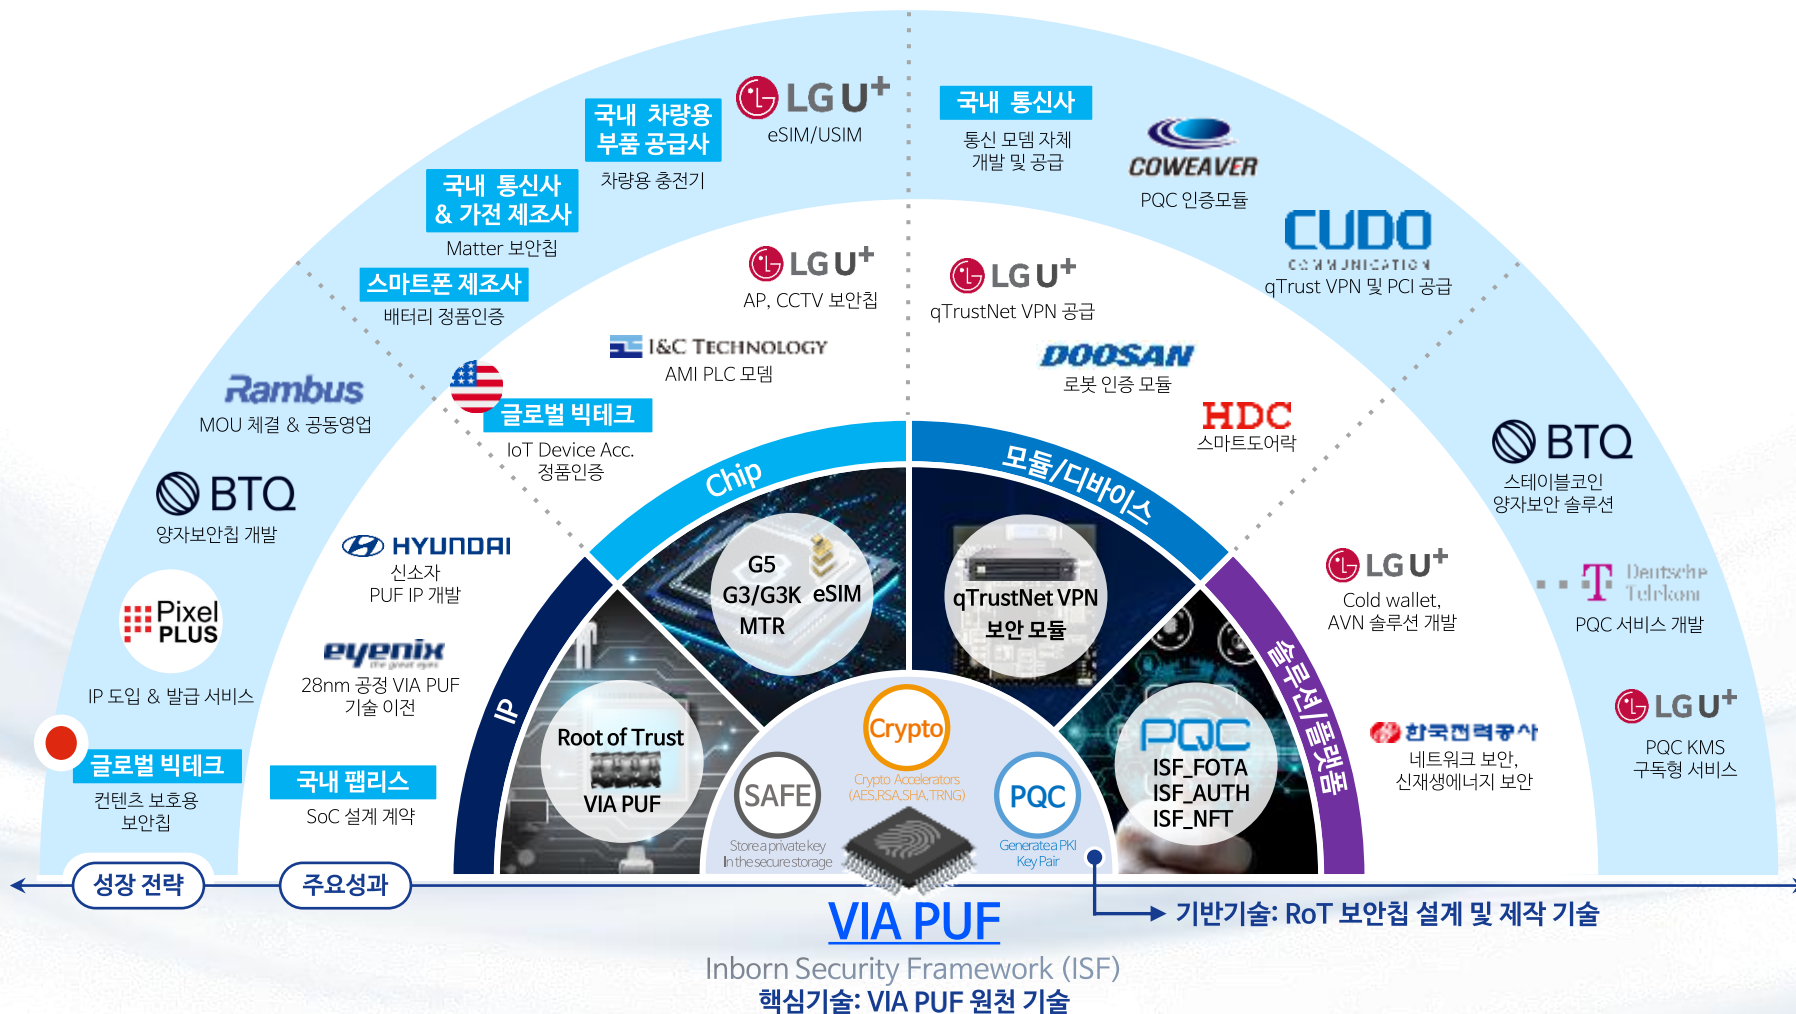 LG U+
eSIM/USIM
국내 차량용
부품 공급사
차량용 충전기
국내 통신사
& 가전 제조사
Matter 보안칩
스마트폰 제조사
배터리 정품인증
국내 통신사
통신 모뎀 자체
개발 및 공급
COWEAVER
PQC 인증모듈
CUDO
COMMUNICATION
qTrust VPN 및 PCI 공급
LG U+
AP, CCTV 보안칩
I&C TECHNOLOGY
AMI PLC 모뎀
글로벌 빅테크
IoT Device Acc.
정품인증
LG U+
qTrustNet VPN 공급
DOOSAN
로봇 인증 모듈
HDC
스마트도어락
Rambus
MOU 체결 & 공동영업
BTQ
양자보안칩 개발
Pixel
PLUS
IP 도입 & 발급 서비스
글로벌 빅테크
컨텐츠 보호용
보안칩
HYUNDAI
신소자
PUF IP 개발
eyenix
the great eyes
28nm 공정 VIA PUF
기술 이전
국내 팹리스
SoC 설계 계약
BTQ
스테이블코인
양자보안 솔루션
LG U+
Cold wallet,
AVN 솔루션 개발
Deutsche
Telekom
PQC 서비스 개발
한국전력공사
네트워크 보안,
신재생에너지 보안
LG U+
PQC KMS
구독형 서비스
IP
Chip
모듈/디바이스
솔루션/플랫폼
Root of Trust
VIA PUF
G5
G3/G3K
MTR
eSIM
qTrustNet VPN
보안 모듈
PQC
ISF_FOTA
ISF_AUTH
ISF_NFT
Crypto
Crypto Accelerators
(AES,RSA,SHA,TRNG)
SAFE
Store a private key
In the secure storage
PQC
Generate a PKI
Key Pair
성장 전략
주요성과
VIA PUF
기반기술: RoT 보안칩 설계 및 제작 기술
Inborn Security Framework (ISF)
핵심기술: VIA PUF 원천 기술